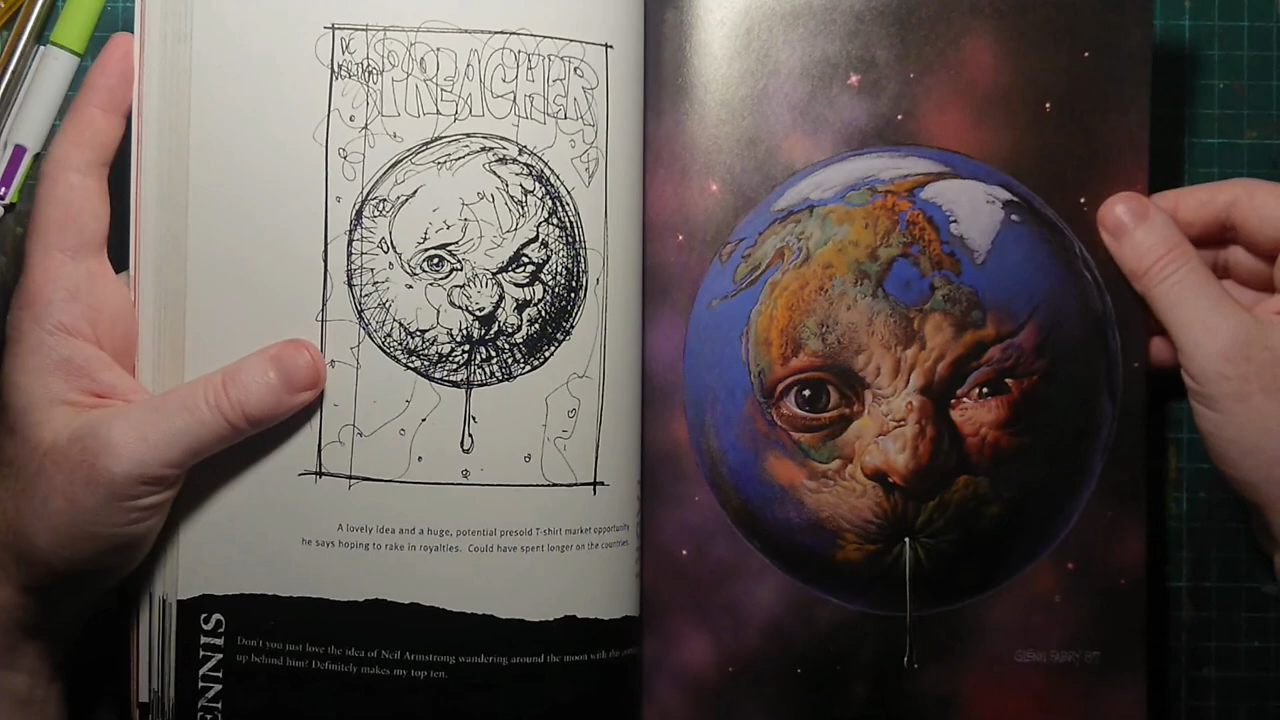 DC
PREACHER
A lovely idea and a huge, potential presold T-shirt market opportunity
he says hoping to rake in royalties. Could have spent longer on the countries.
ENNIS
Don't you just love the idea of Neil Armstrong wandering around the moon with
up behind him? Definitely makes my top ten.
GLENN FABRY